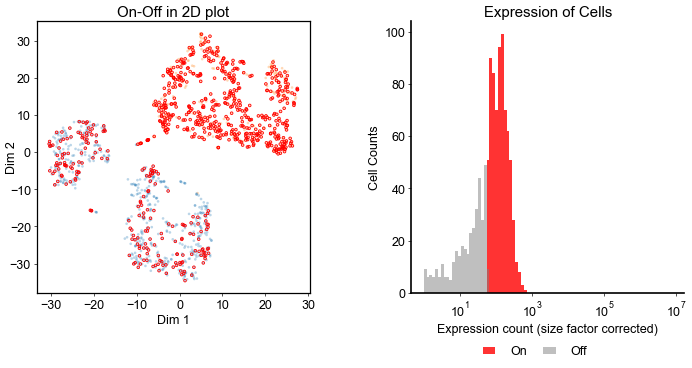 On-Off in 2D plot
30
20
10
0
−10
−20
−30
Dim 2
−30 −20 −10 0 10 20 30
Dim 1
Expression of Cells
100
80
60
40
20
0
Cell Counts
10^1 10^3 10^5 10^7
Expression count (size factor corrected)
On Off